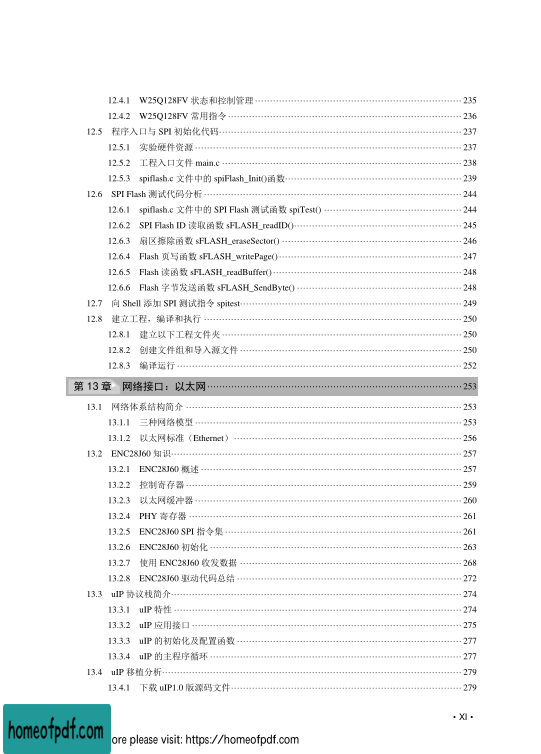 12.4.1 W25Q128FV 状态和控制管理 235
12.4.2 W25Q128FV 常用指令 236
12.5 程序入口与 SPI 初始化代码 237
12.5.1 实验硬件资源 237
12.5.2 工程入口文件 main.c 238
12.5.3 spiflash.c 文件中的 spiFlash_Init()函数 239
12.6 SPI Flash 测试代码分析 244
12.6.1 spiflash.c 文件中的 SPI Flash 测试函数 spiTest() 244
12.6.2 SPI Flash ID 读取函数 sFLASH_readID() 245
12.6.3 扇区擦除函数 sFLASH_eraseSector() 246
12.6.4 Flash 页写函数 sFLASH_writePage() 247
12.6.5 Flash 读函数 sFLASH_readBuffer() 248
12.6.6 Flash 字节发送函数 sFLASH_SendByte() 248
12.7 向 Shell 添加 SPI 测试指令 spitest 249
12.8 建立工程，编译和执行 250
12.8.1 建立以下工程文件夹 250
12.8.2 创建文件组和导入源文件 250
12.8.3 编译运行 252
第 13 章 网络接口：以太网 253
13.1 网络体系结构简介 253
13.1.1 三种网络模型 253
13.1.2 以太网标准（Ethernet） 256
13.2 ENC28J60 知识 257
13.2.1 ENC28J60 概述 257
13.2.2 控制寄存器 259
13.2.3 以太网缓冲器 260
13.2.4 PHY 寄存器 261
13.2.5 ENC28J60 SPI 指令集 261
13.2.6 ENC28J60 初始化 263
13.2.7 使用 ENC28J60 收发数据 268
13.2.8 ENC28J60 驱动代码总结 272
13.3 uIP 协议栈简介 274
13.3.1 uIP 特性 274
13.3.2 uIP 应用接口 275
13.3.3 uIP 的初始化及配置函数 277
13.3.4 uIP 的主程序循环 277
13.4 uIP 移植分析 279
13.4.1 下载 uIP1.0 版源码文件 279
• XI •
homeofpdf.com
ore please visit: https://homeofpdf.com